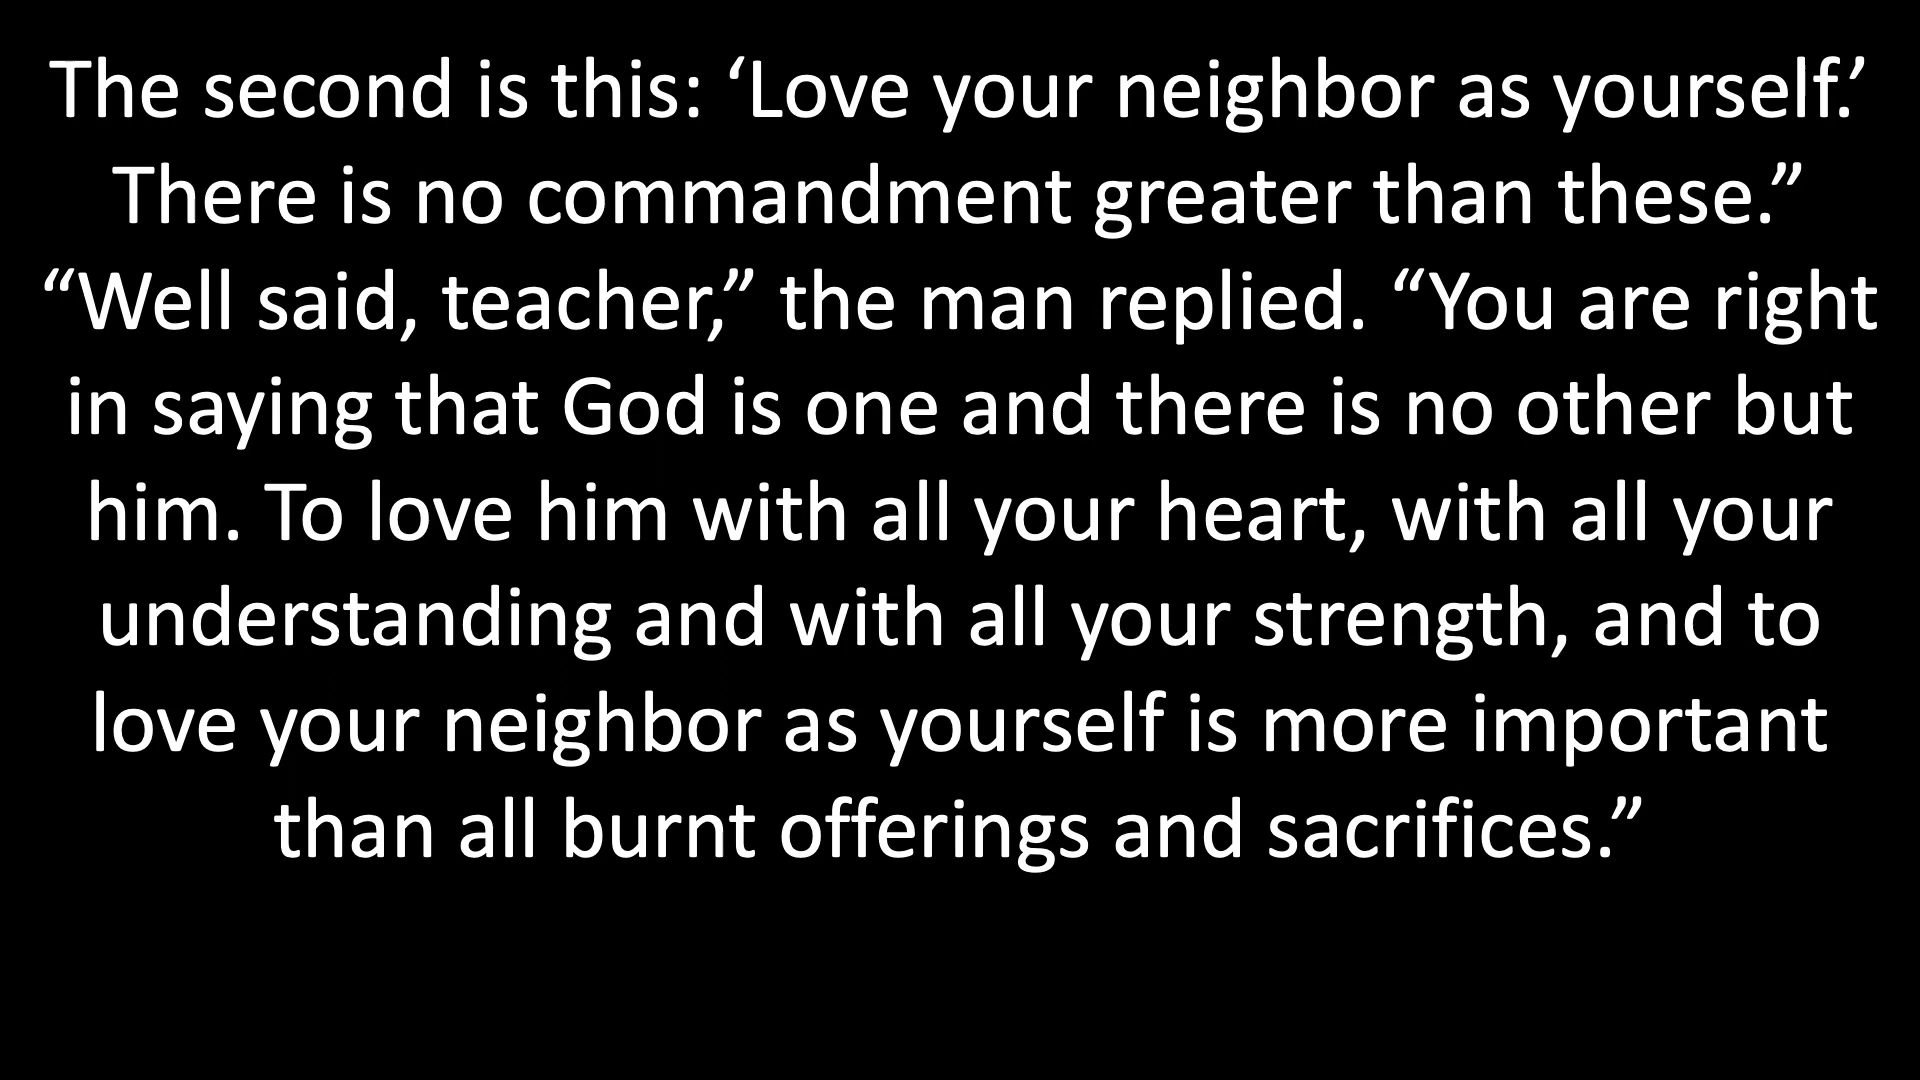 The second is this: ‘Love your neighbor as yourself.’
There is no commandment greater than these.”
“Well said, teacher,” the man replied. “You are right
in saying that God is one and there is no other but
him. To love him with all your heart, with all your
understanding and with all your strength, and to
love your neighbor as yourself is more important
than all burnt offerings and sacrifices.”